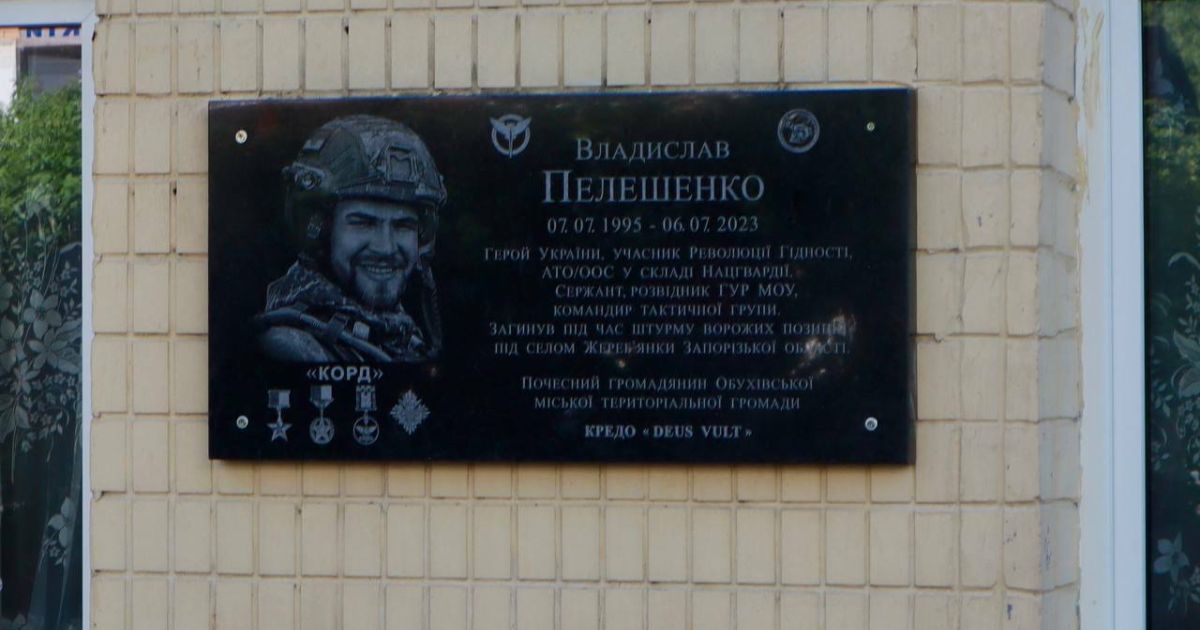 Владислав
Пелешенко
07. 07. 1995 - 06. 07. 2023
Герой України, учасник Революції Гідності,
АТО/ООС у складі Нацгвардії.
Сержант, розвідник ГУР МОУ,
командир тактичної групи.
Загинув під час штурму ворожих позицій
під селом Жереб'янки Запорізької області.
«КОРД»
Почесний громадянин Обухівської
міської територіальної громади
кредо « DEUS VULT »